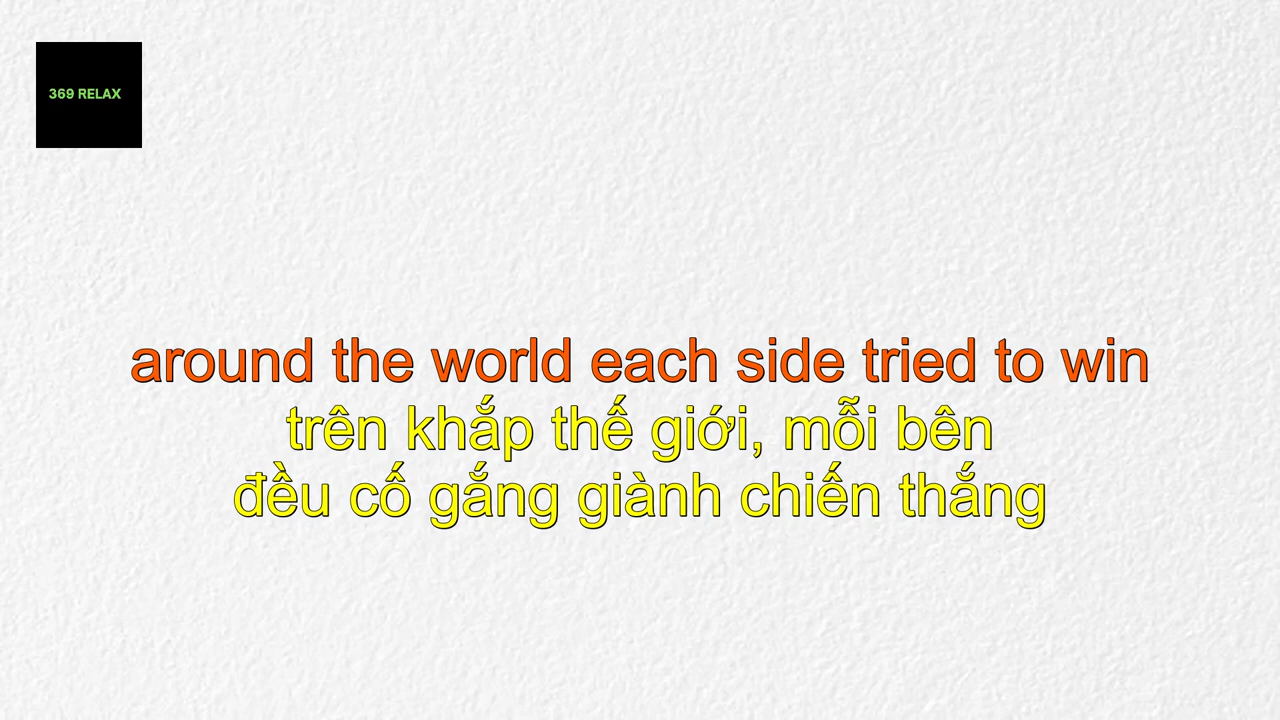 369 RELAX
around the world each side tried to win
trên khắp thế giới, mỗi bên
đều cố gắng giành chiến thắng